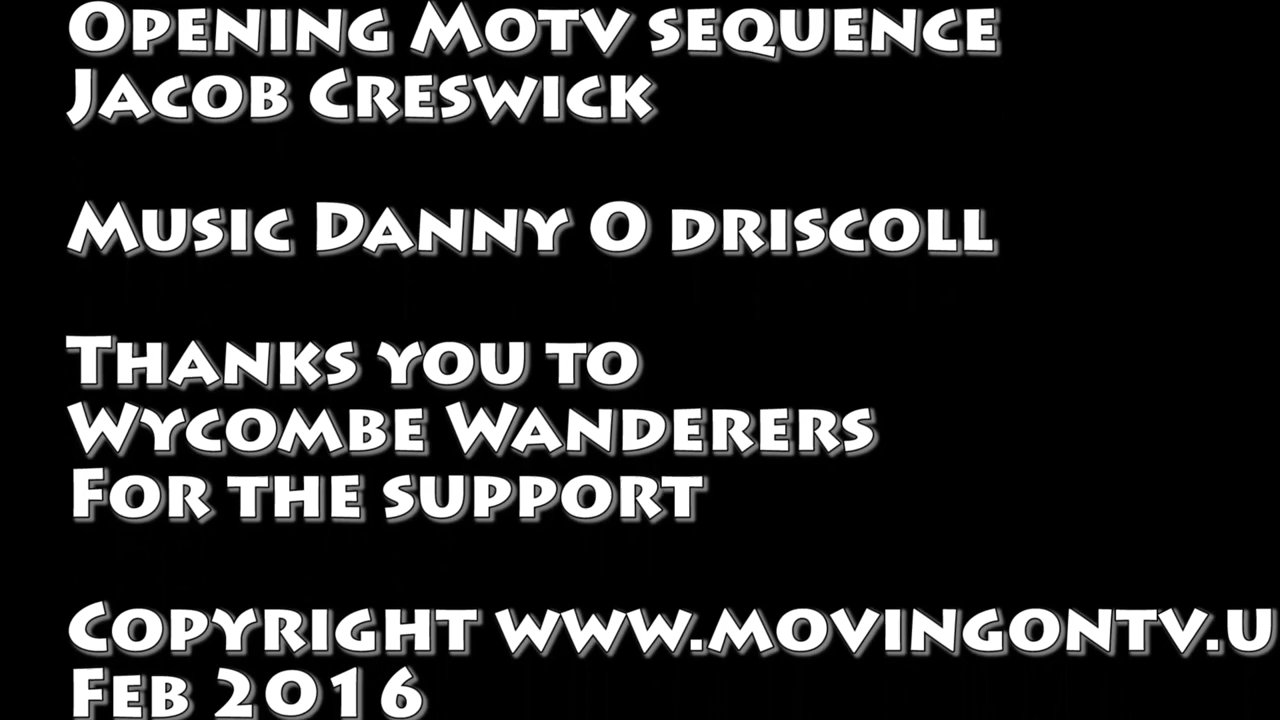 Opening Motv sequence
Jacob Creswick
Music Danny O driscoll
Thanks you to
Wycombe Wanderers
For the support
Copyright www.movingontv.u
Feb 2016